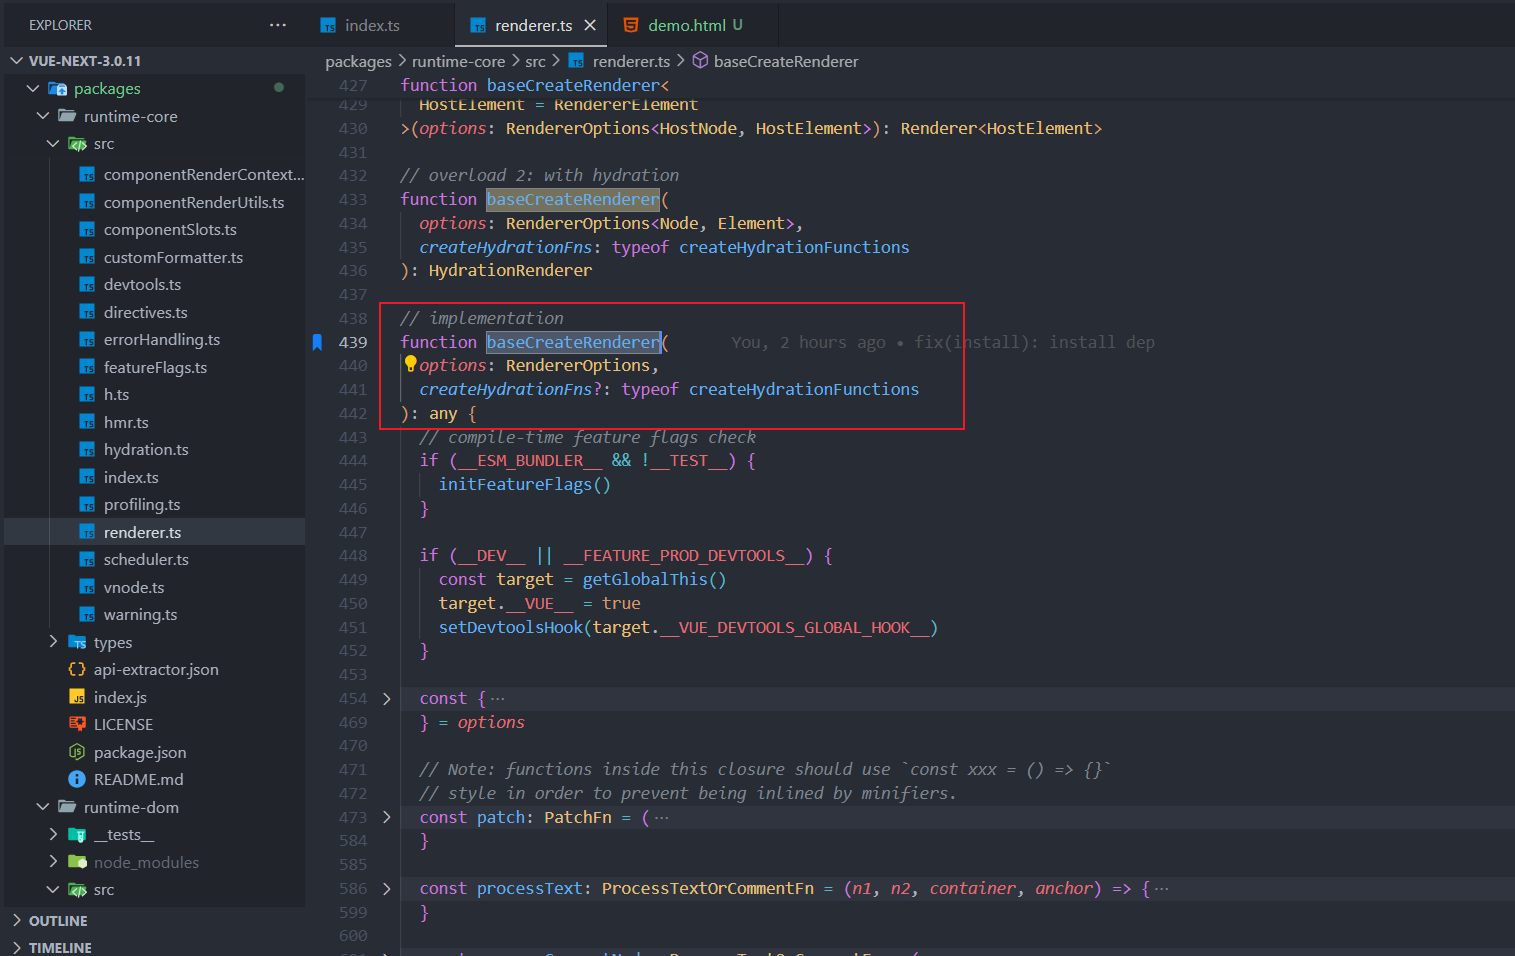 EXPLORER
···
index.ts
renderer.ts
demo.html U
VUE-NEXT-3.0.11
packages
runtime-core
src
componentRenderContext...
componentRenderUtils.ts
componentSlots.ts
customFormatter.ts
devtools.ts
directives.ts
errorHandling.ts
featureFlags.ts
h.ts
hmr.ts
hydration.ts
index.ts
profiling.ts
renderer.ts
scheduler.ts
vnode.ts
warning.ts
types
api-extractor.json
index.js
LICENSE
package.json
README.md
runtime-dom
__tests__
node_modules
src
OUTLINE
TIMELINE
packages > runtime-core > src > renderer.ts > baseCreateRenderer
427 function baseCreateRenderer<
429 HostElement = RendererElement
430 >(options: RendererOptions<HostNode, HostElement>): Renderer<HostElement>
431
432 // overload 2: with hydration
433 function baseCreateRenderer(
434 options: RendererOptions<Node, Element>,
435 createHydrationFns: typeof createHydrationFunctions
436 ): HydrationRenderer
437
438 // implementation
439 function baseCreateRenderer( You, 2 hours ago • fix(install): install dep
440 options: RendererOptions,
441 createHydrationFns?: typeof createHydrationFunctions
442 ): any {
443 // compile-time feature flags check
444 if (__ESM_BUNDLER__ && !__TEST__) {
445 initFeatureFlags()
446 }
447
448 if (__DEV__ || __FEATURE_PROD_DEVTOOLS__) {
449 const target = getGlobalThis()
450 target.__VUE__ = true
451 setDevtoolsHook(target.__VUE_DEVTOOLS_GLOBAL_HOOK__)
452 }
453
454 const {···
469 } = options
470
471 // Note: functions inside this closure should use `const xxx = () => {}`
472 // style in order to prevent being inlined by minifiers.
473 const patch: PatchFn = (···
584 }
585
586 const processText: ProcessTextOrCommentFn = (n1, n2, container, anchor) => {···
599 }
600